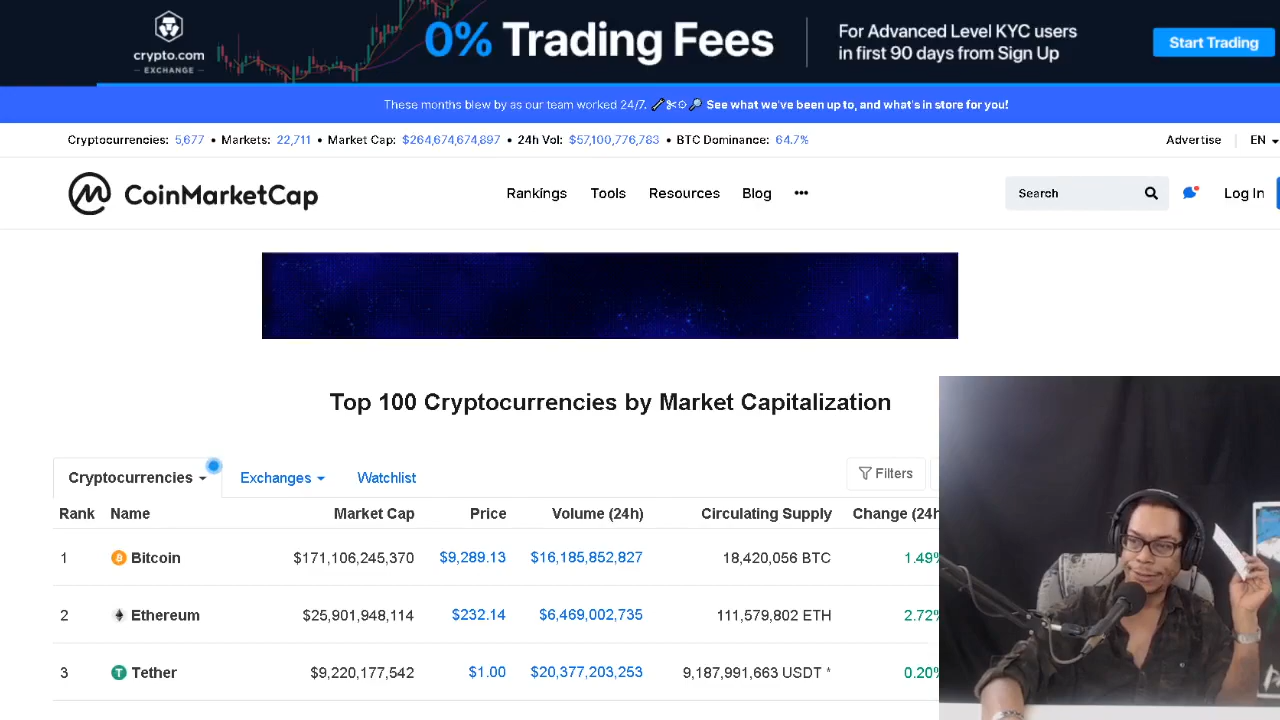 crypto.com
EXCHANGE
0% Trading Fees
For Advanced Level KYC users
in first 90 days from Sign Up
Start Trading
These months blew by as our team worked 24/7. See what we've been up to, and what's in store for you!
Cryptocurrencies: 5,677 • Markets: 22,711 • Market Cap: $264,674,674,897 • 24h Vol: $57,100,776,783 • BTC Dominance: 64.7%
Advertise EN
CoinMarketCap
Rankings Tools Resources Blog •••
Search
Log In
Top 100 Cryptocurrencies by Market Capitalization
Cryptocurrencies Exchanges Watchlist Filters
Rank Name Market Cap Price Volume (24h) Circulating Supply Change (24h
1 Bitcoin $171,106,245,370 $9,289.13 $16,185,852,827 18,420,056 BTC 1.49%
2 Ethereum $25,901,948,114 $232.14 $6,469,002,735 111,579,802 ETH 2.72%
3 Tether $9,220,177,542 $1.00 $20,377,203,253 9,187,991,663 USDT * 0.20%